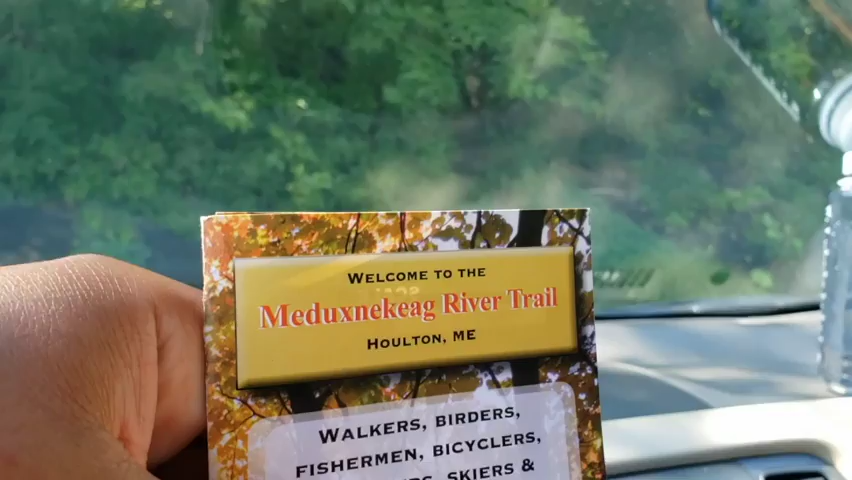 WELCOME TO THE
Meduxnekeag River Trail
HOULTON, ME
WALKERS, BIRDERS,
FISHERMEN, BICYCLERS,
SKIERS &